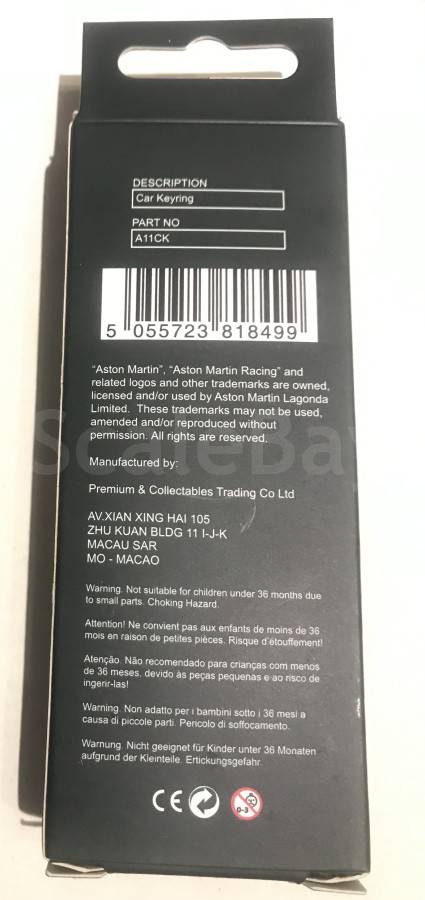 DESCRIPTION
Car Keyring
PART NO
A11CK
5 055723 818499
“Aston Martin”, “Aston Martin Racing” and
related logos and other trademarks are owned,
licensed and/or used by Aston Martin Lagonda
Limited. These trademarks may not be used,
amended and/or reproduced without
permission. All rights are reserved.
Manufactured by:
Premium & Collectables Trading Co Ltd
AV.XIAN XING HAI 105
ZHU KUAN BLDG 11 I-J-K
MACAU SAR
MO - MACAO
Warning. Not suitable for children under 36 months due
to small parts. Choking Hazard.
Attention! Ne convient pas aux enfants de moins de 36
mois en raison de petites pièces. Risque d'étouffement!
Atenção. Não recomendado para crianças com menos
de 36 meses, devido às peças pequenas e ao risco de
ingerir-las!
Warning. Non adatto per i bambini sotto i 36 mesi a
causa di piccole parti. Pericolo di soffocamento.
Warnung. Nicht geeignet für Kinder unter 36 Monaten
aufgrund der Kleinteile. Ertickungsgefahr.
CE
0-3
ScaleBay